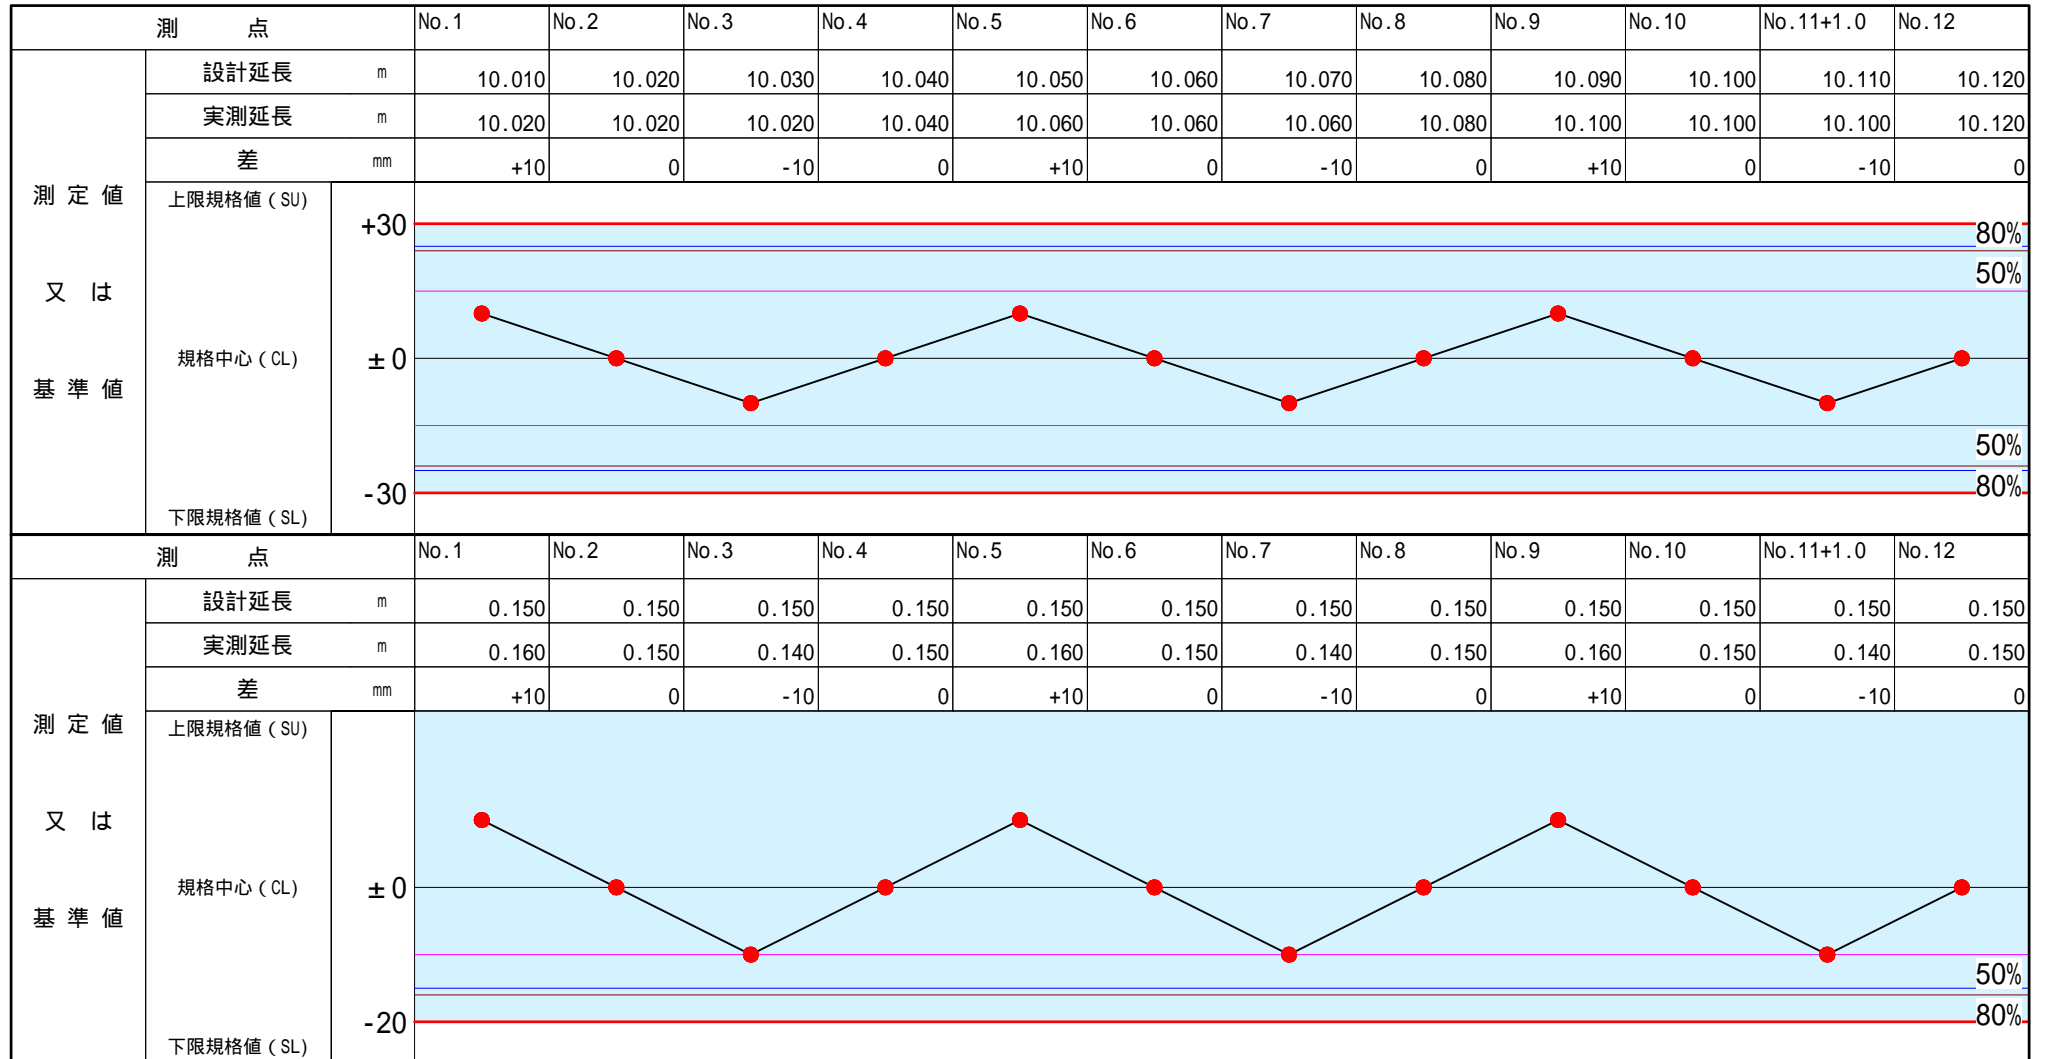 測 点 No.1 No.2 No.3 No.4 No.5 No.6 No.7 No.8 No.9 No.10 No.11+1.0 No.12
設計延長 m 10.010 10.020 10.030 10.040 10.050 10.060 10.070 10.080 10.090 10.100 10.110 10.120
実測延長 m 10.020 10.020 10.020 10.040 10.060 10.060 10.060 10.080 10.100 10.100 10.100 10.120
差 mm +10 0 -10 0 +10 0 -10 0 +10 0 -10 0
測 定 値
又 は
基 準 値
上限規格値(SU)
+30
80%
50%
規格中心(CL)
±0
50%
80%
-30
下限規格値(SL)
測 点 No.1 No.2 No.3 No.4 No.5 No.6 No.7 No.8 No.9 No.10 No.11+1.0 No.12
設計延長 m 0.150 0.150 0.150 0.150 0.150 0.150 0.150 0.150 0.150 0.150 0.150 0.150
実測延長 m 0.160 0.150 0.140 0.150 0.160 0.150 0.140 0.150 0.160 0.150 0.140 0.150
差 mm +10 0 -10 0 +10 0 -10 0 +10 0 -10 0
測 定 値
又 は
基 準 値
上限規格値(SU)
規格中心(CL)
±0
50%
80%
-20
下限規格値(SL)